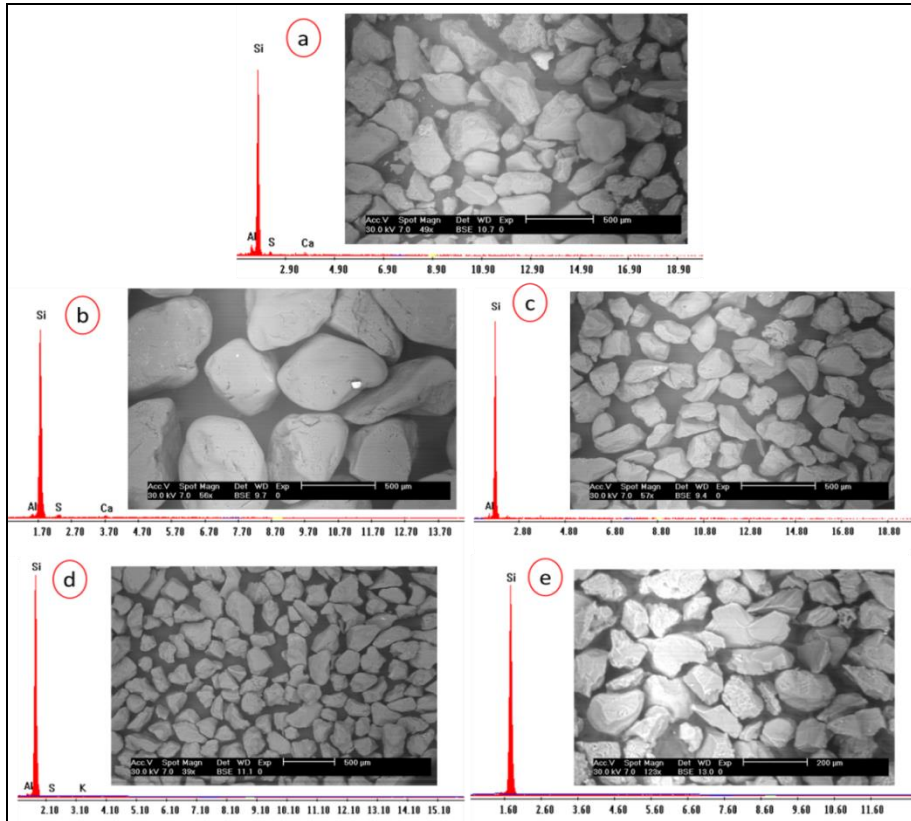 a
Si
Acc.V Spot Magn Det WD Exp 500 µm
30.0 kV 7.0 49x BSE 10.7 0
Al S Ca
2.90 4.90 6.90 8.90 10.90 12.90 14.90 16.90 18.90
b
Si
Acc.V Spot Magn Det WD Exp 500 µm
30.0 kV 7.0 56x BSE 9.7 0
Al S Ca
1.70 2.70 3.70 4.70 5.70 6.70 7.70 8.70 9.70 10.70 11.70 12.70 13.70
c
Si
Acc.V Spot Magn Det WD Exp 500 µm
30.0 kV 7.0 57x BSE 9.4 0
Al
2.80 4.80 6.80 8.80 10.80 12.80 14.80 16.80 18.80
d
Si
Acc.V Spot Magn Det WD Exp 500 µm
30.0 kV 7.0 39x BSE 11.1 0
Al S K
2.10 3.10 4.10 5.10 6.10 7.10 8.10 9.10 10.10 11.10 12.10 13.10 14.10 15.10
e
Si
Acc.V Spot Magn Det WD Exp 200 µm
30.0 kV 7.0 123x BSE 13.0 0
1.60 2.60 3.60 4.60 5.60 6.60 7.60 8.60 9.60 10.60 11.60